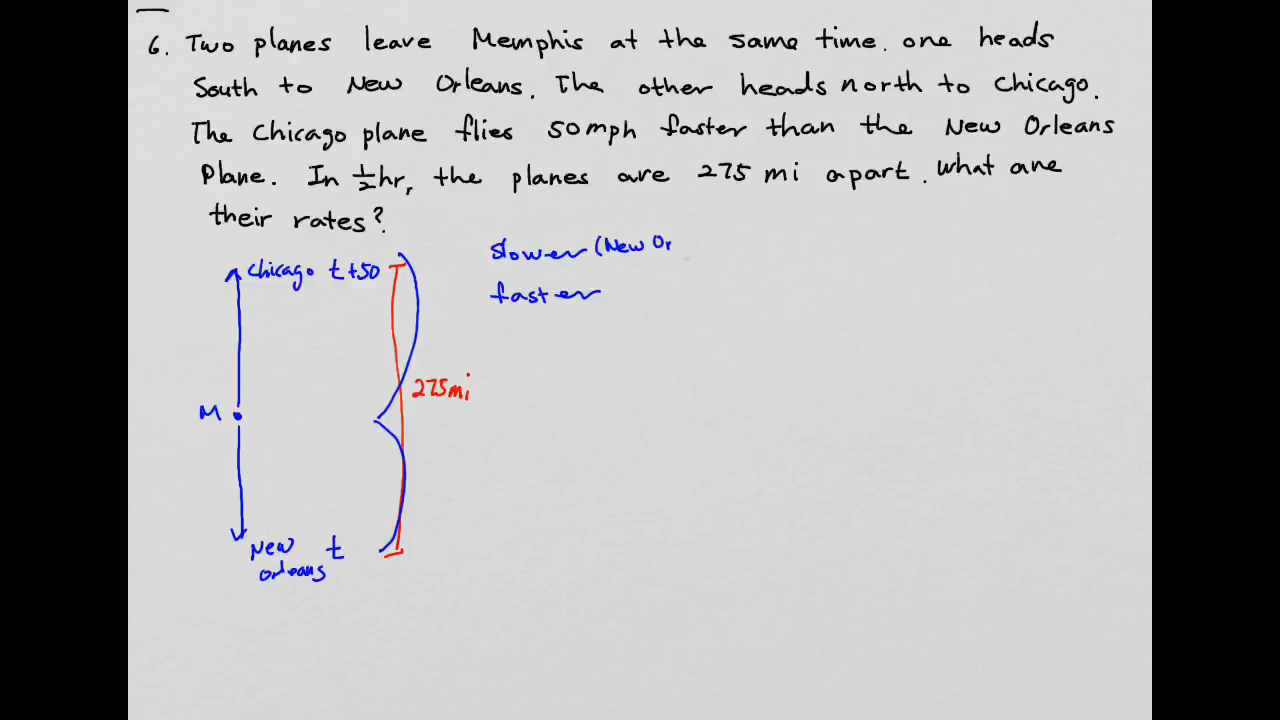 6. Two planes leave Memphis at the same time. one heads
South to New Orleans. The other heads north to Chicago.
The Chicago plane flies 50mph faster than the New Orleans
Plane. In 1/2 hr, the planes are 275 mi apart. what are
their rates?
slower (New Or
Chicago t+50
faster
275mi
M
New t
orleans